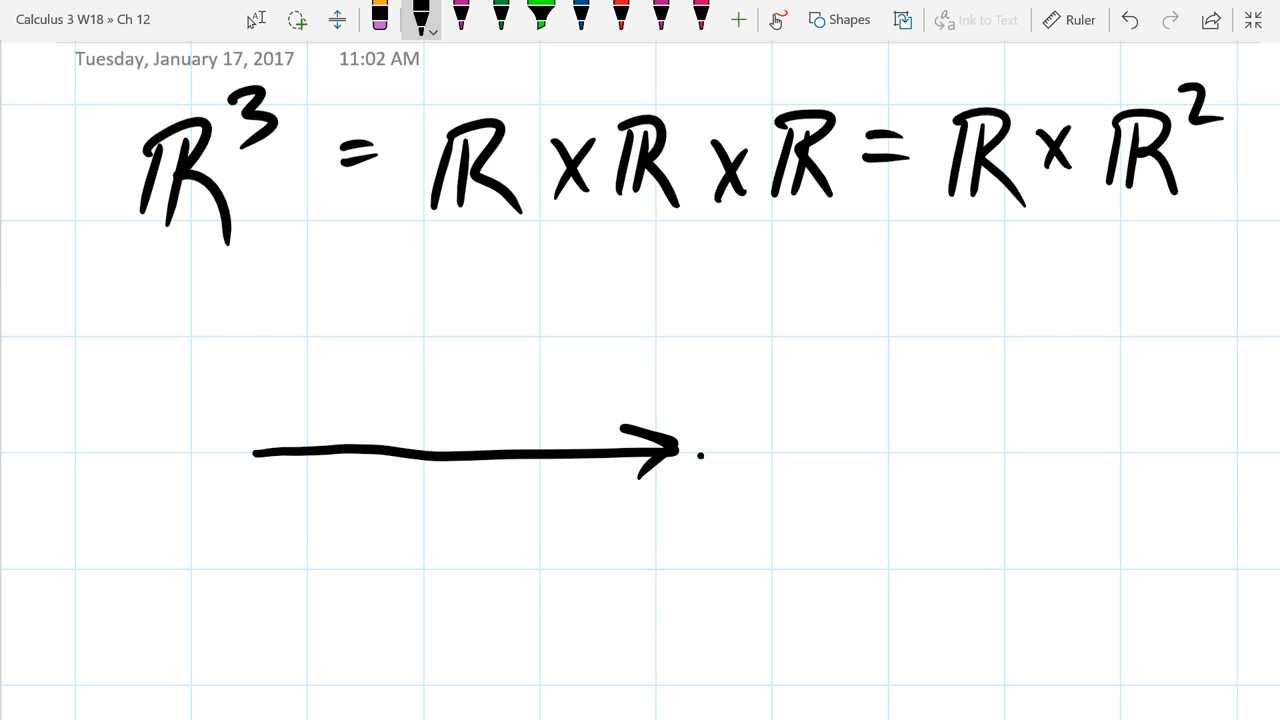 Calculus 3 W18 » Ch 12
Shapes
Ink to Text
Ruler
Tuesday, January 17, 2017 11:02 AM
ℝ³ = ℝ × ℝ × ℝ = ℝ × ℝ²